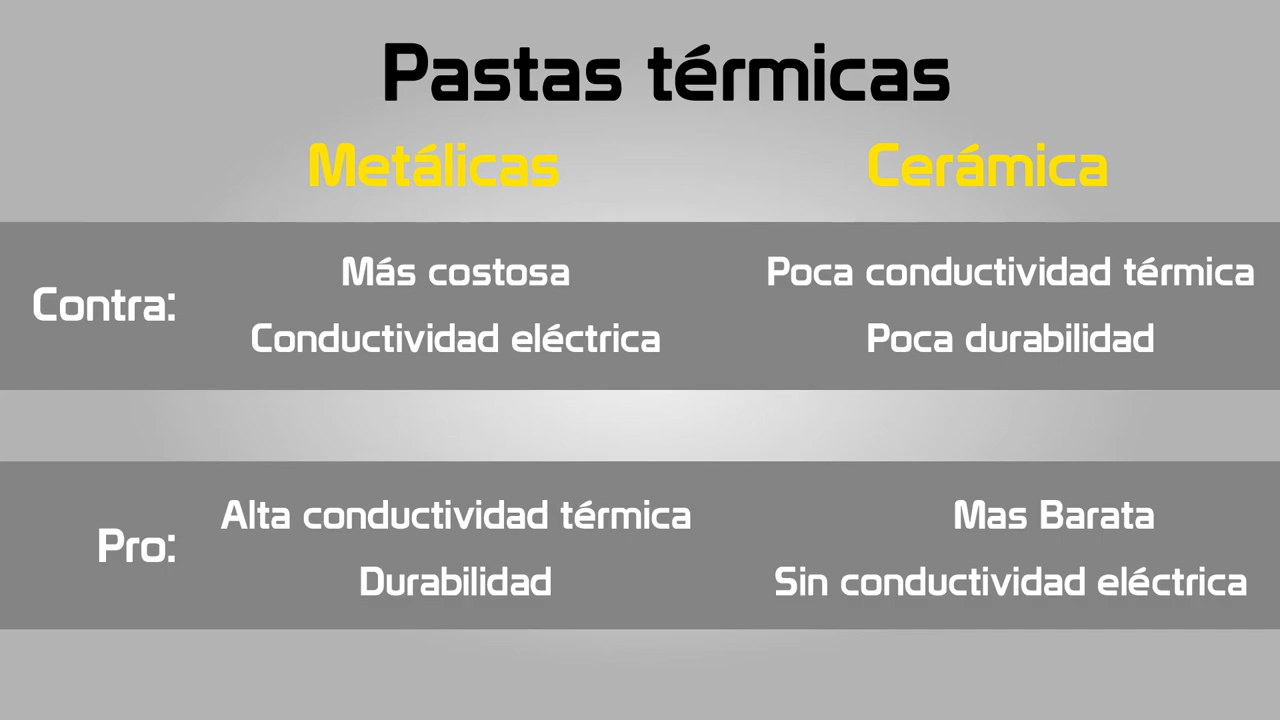 Pastas térmicas
Metálicas Cerámica
Contra:
Más costosa Poca conductividad térmica
Conductividad eléctrica Poca durabilidad
Pro:
Alta conductividad térmica Mas Barata
Durabilidad Sin conductividad eléctrica